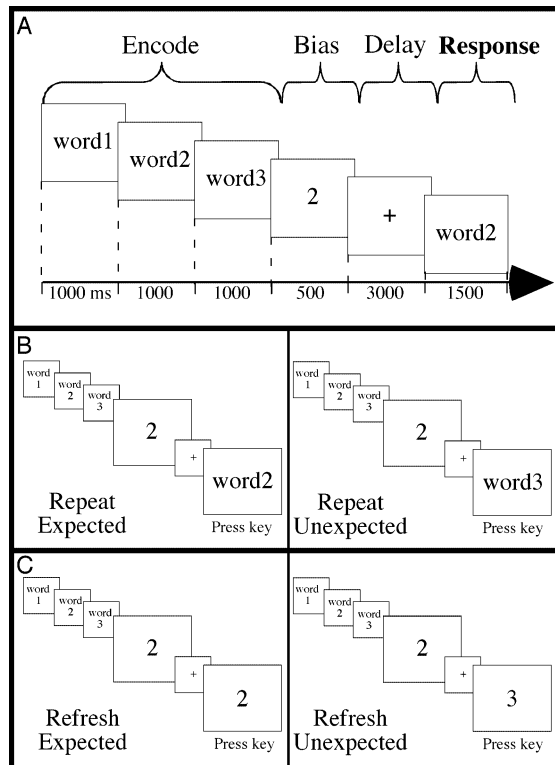 A
Encode Bias Delay Response
word1
word2
word3
2
+
word2
1000 ms 1000 1000 500 3000 1500
B
word
1
word
2
word
3
2
+
word2
Repeat
Expected
Press key
word
1
word
2
word
3
2
+
word3
Repeat
Unexpected
Press key
C
word
1
word
2
word
3
2
+
2
Refresh
Expected
Press key
word
1
word
2
word
3
2
+
3
Refresh
Unexpected
Press key